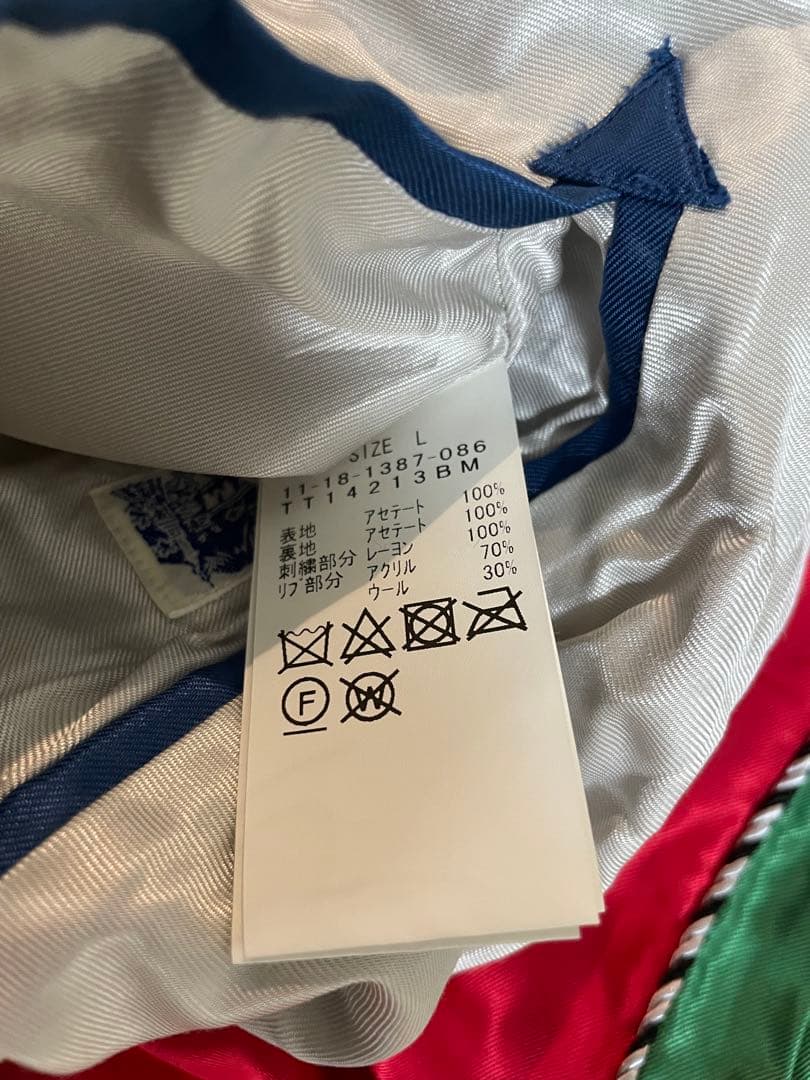 SIZE L
11-18-1387-086
TT14213BM
表地 アセテート 100%
裏地 アセテート 100%
刺繍部分 レーヨン 100%
リブ部分 アクリル 70%
ウール 30%
F
W